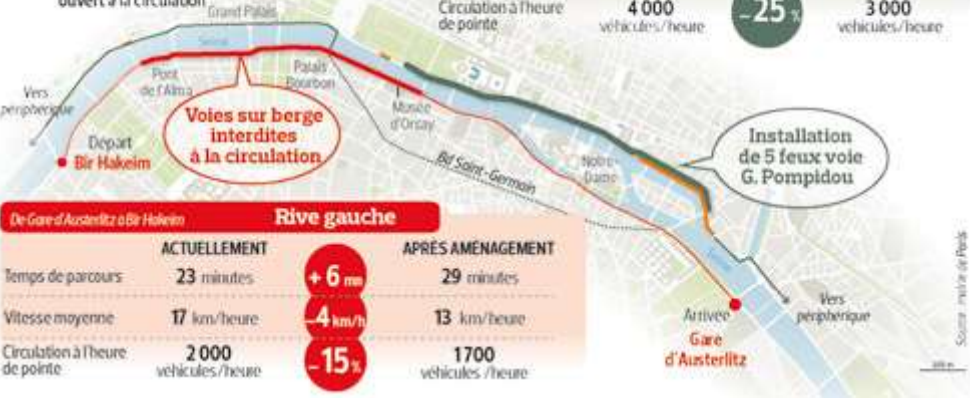 ouvert à la circulation
Grand Palais
Circulation à l'heure
de pointe
4 000
véhicules/heure
-25 %
3 000
véhicules/heure
Seine
Pont
de l'Alma
Palais
Bourbon
Vers
périphérique
Musée
d'Orsay
Voies sur berge
interdites
à la circulation
Départ
Bir Hakeim
Bd Saint-Germain
Notre-
Dame
Installation
de 5 feux voie
G. Pompidou
De Gare d'Austerlitz à Bir Hakeim
Rive gauche
ACTUELLEMENT
APRÈS AMÉNAGEMENT
Temps de parcours
23 minutes
+ 6 mn
29 minutes
Vitesse moyenne
17 km/heure
-4 km/h
13 km/heure
Circulation à l'heure
de pointe
2 000
véhicules/heure
-15 %
1700
véhicules /heure
Arrivée
Gare
d'Austerlitz
Vers
périphérique
Source : mairie de Paris